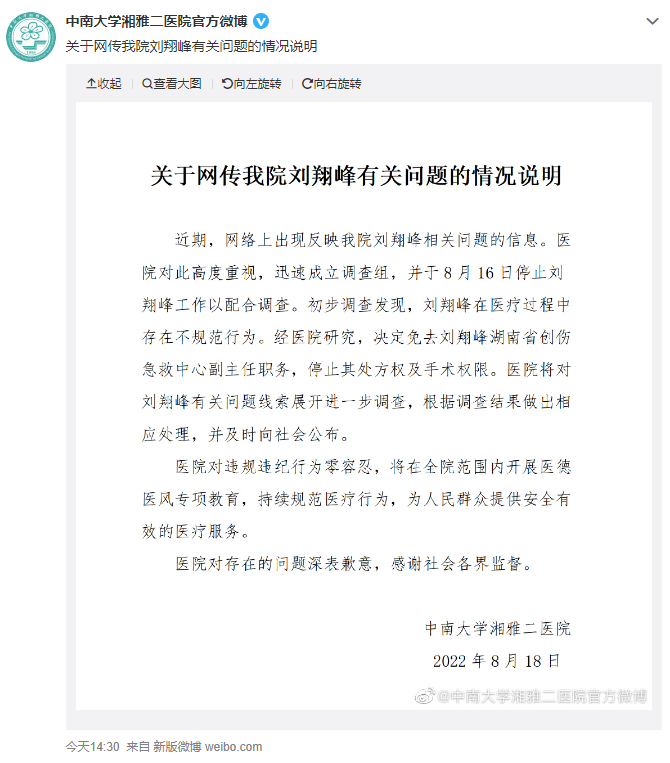 中南大学湘雅二医院官方微博
关于网传我院刘翔峰有关问题的情况说明
收起
查看大图
向左旋转
向右旋转
关于网传我院刘翔峰有关问题的情况说明
近期，网络上出现反映我院刘翔峰相关问题的信息。医
院对此高度重视，迅速成立调查组，并于8月16日停止刘
翔峰工作以配合调查。初步调查发现，刘翔峰在医疗过程中
存在不规范行为。经医院研究，决定免去刘翔峰湖南省创伤
急救中心副主任职务，停止其处方权及手术权限。医院将对
刘翔峰有关问题线索展开进一步调查，根据调查结果做出相
应处理，并及时向社会公布。
医院对违规违纪行为零容忍，将在全院范围内开展医德
医风专项教育，持续规范医疗行为，为人民群众提供安全有
效的医疗服务。
医院对存在的问题深表歉意，感谢社会各界监督。
中南大学湘雅二医院
2022年8月18日
@中南大学湘雅二医院官方微博
今天14:30 来自 新版微博 weibo.com